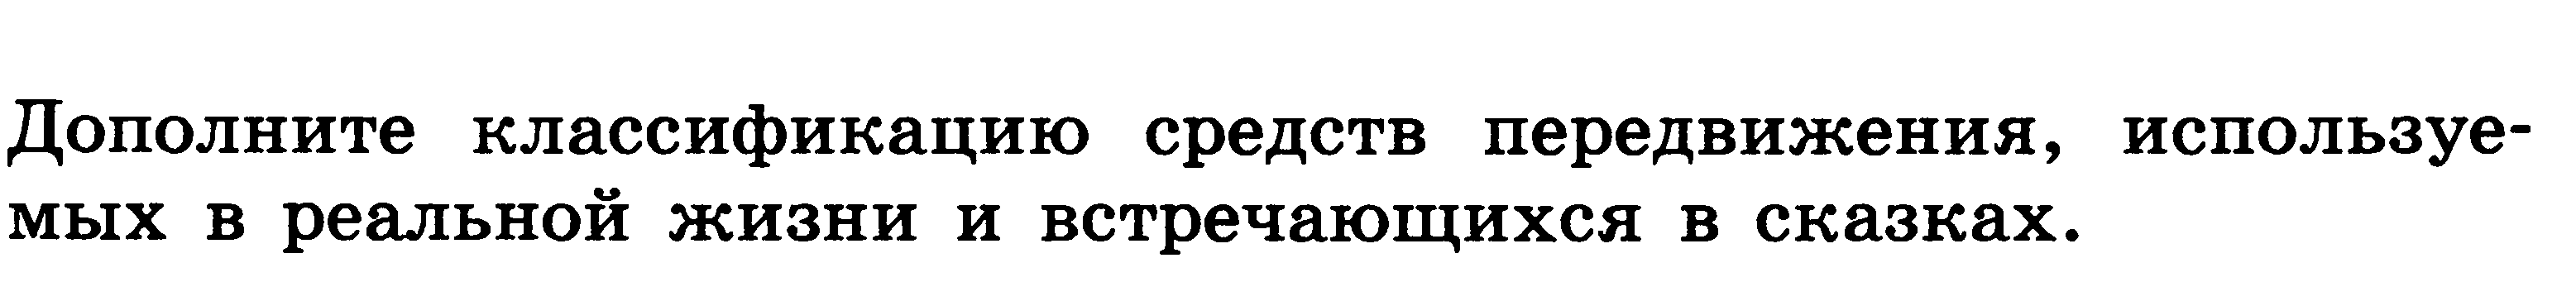 Дополните классификацию средств передвижения, используе-
мых в реальной жизни и встречающихся в сказках.